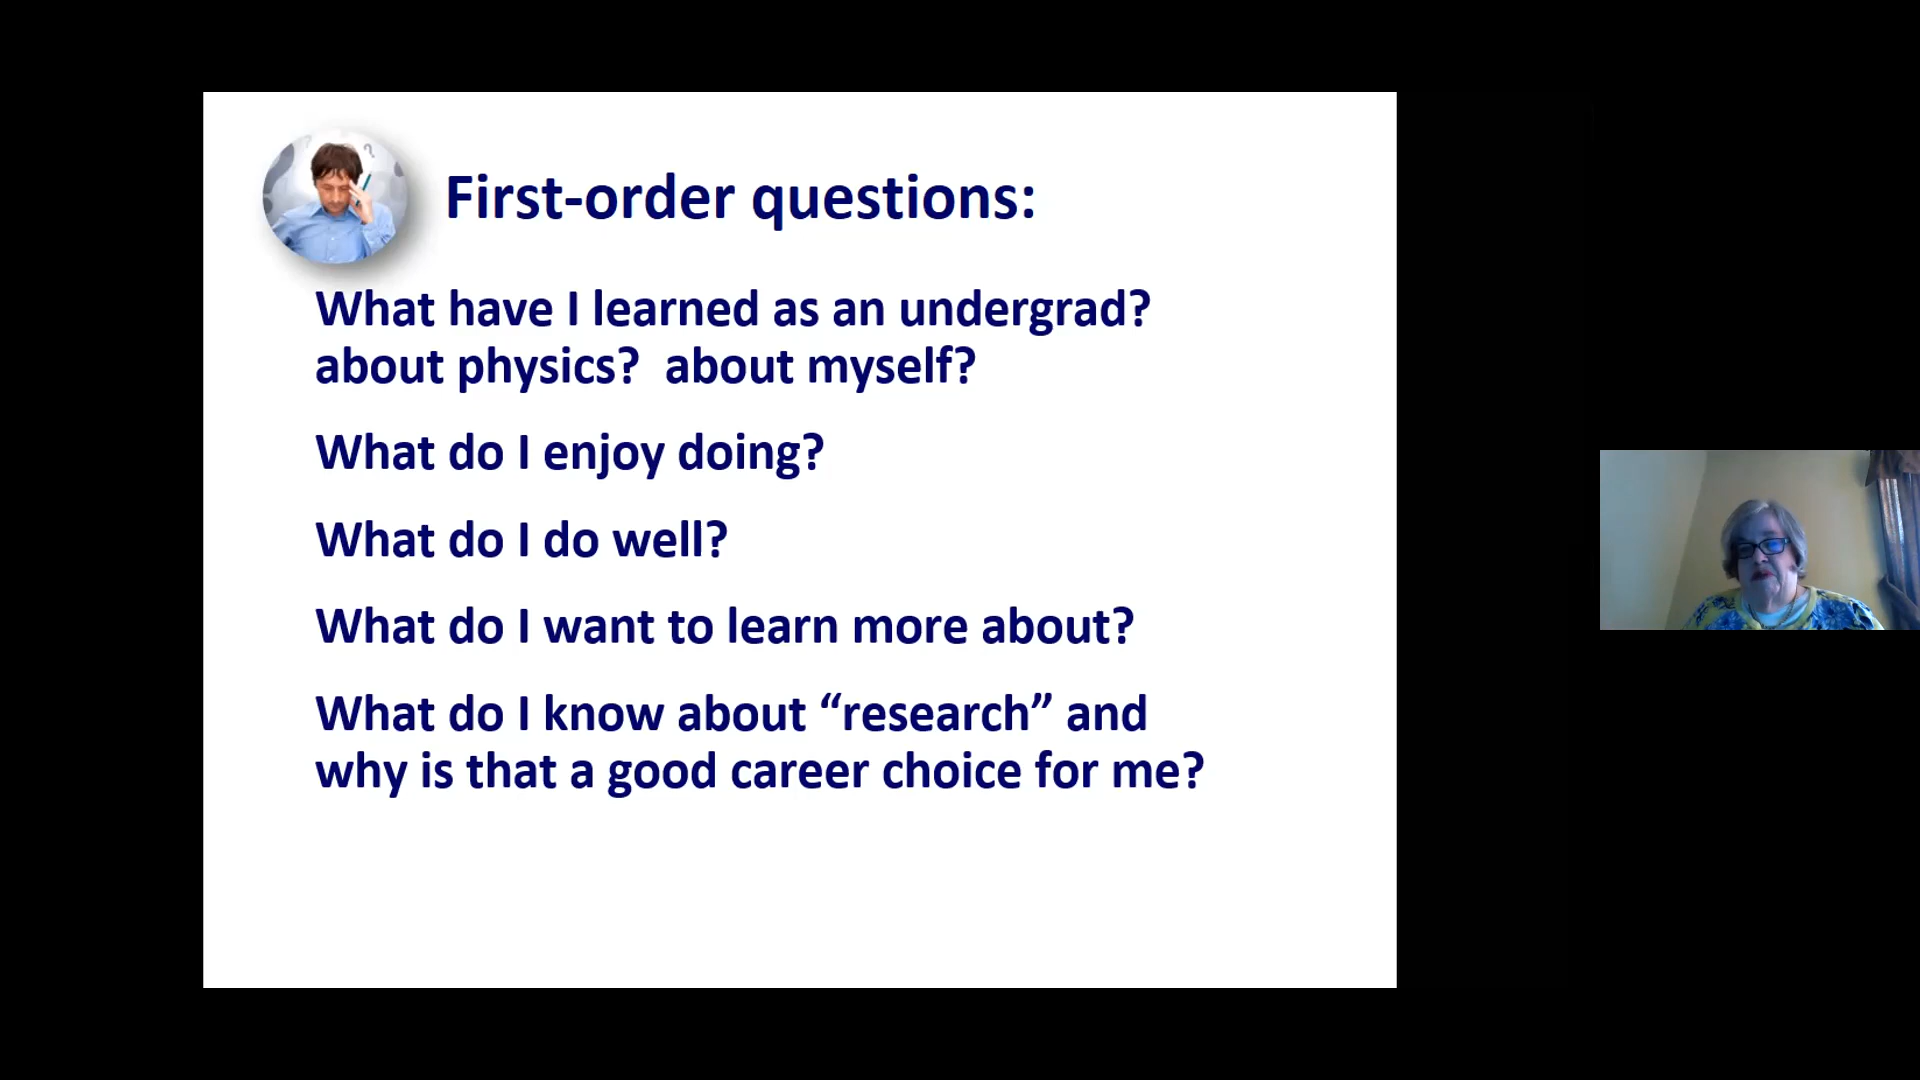 First-order questions:
What have I learned as an undergrad?
about physics?  about myself?
What do I enjoy doing?
What do I do well?
What do I want to learn more about?
What do I know about “research” and
why is that a good career choice for me?